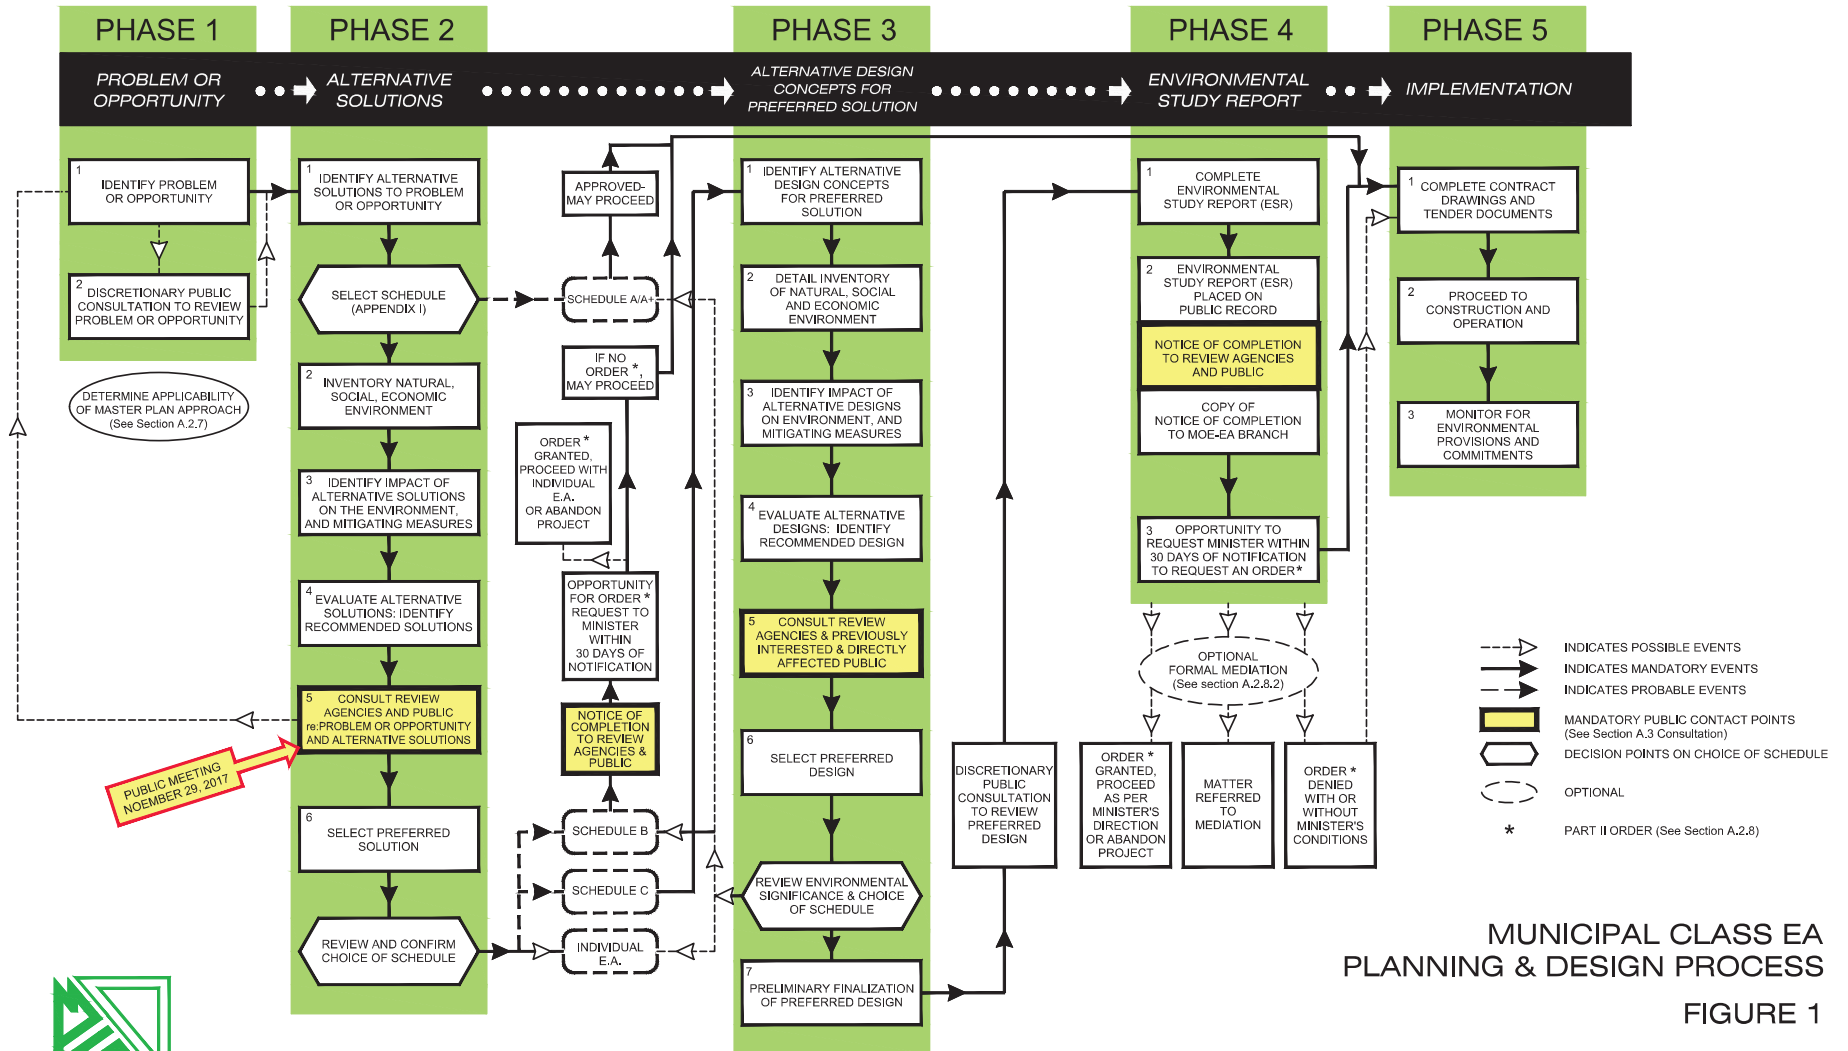 PHASE 1
PHASE 2
PHASE 3
PHASE 4
PHASE 5
PROBLEM OR
OPPORTUNITY
ALTERNATIVE
SOLUTIONS
ALTERNATIVE DESIGN
CONCEPTS FOR
PREFERRED SOLUTION
ENVIRONMENTAL
STUDY REPORT
IMPLEMENTATION
1
IDENTIFY PROBLEM
OR OPPORTUNITY
2
DISCRETIONARY PUBLIC
CONSULTATION TO REVIEW
PROBLEM OR OPPORTUNITY
DETERMINE APPLICABILITY
OF MASTER PLAN APPROACH
(See Section A.2.7)
PUBLIC MEETING
NOEMBER 29, 2017
1
IDENTIFY ALTERNATIVE
SOLUTIONS TO PROBLEM
OR OPPORTUNITY
SELECT SCHEDULE
(APPENDIX I)
2
INVENTORY NATURAL,
SOCIAL, ECONOMIC
ENVIRONMENT
3
IDENTIFY IMPACT OF
ALTERNATIVE SOLUTIONS
ON THE ENVIRONMENT,
AND MITIGATING MEASURES
4
EVALUATE ALTERNATIVE
SOLUTIONS: IDENTIFY
RECOMMENDED SOLUTIONS
5
CONSULT REVIEW
AGENCIES AND PUBLIC
re:PROBLEM OR OPPORTUNITY
AND ALTERNATIVE SOLUTIONS
6
SELECT PREFERRED
SOLUTION
REVIEW AND CONFIRM
CHOICE OF SCHEDULE
APPROVED-
MAY PROCEED
SCHEDULE A/A+
IF NO
ORDER *,
MAY PROCEED
ORDER *
GRANTED,
PROCEED WITH
INDIVIDUAL
E.A.
OR ABANDON
PROJECT
OPPORTUNITY
FOR ORDER *
REQUEST TO
MINISTER
WITHIN
30 DAYS OF
NOTIFICATION
NOTICE OF
COMPLETION
TO REVIEW
AGENCIES &
PUBLIC
SCHEDULE B
SCHEDULE C
INDIVIDUAL
E.A.
1
IDENTIFY ALTERNATIVE
DESIGN CONCEPTS
FOR PREFERRED
SOLUTION
2
DETAIL INVENTORY
OF NATURAL, SOCIAL
AND ECONOMIC
ENVIRONMENT
3
IDENTIFY IMPACT OF
ALTERNATIVE DESIGNS
ON ENVIRONMENT, AND
MITIGATING MEASURES
4
EVALUATE ALTERNATIVE
DESIGNS: IDENTIFY
RECOMMENDED DESIGN
5
CONSULT REVIEW
AGENCIES & PREVIOUSLY
INTERESTED & DIRECTLY
AFFECTED PUBLIC
6
SELECT PREFERRED
DESIGN
REVIEW ENVIRONMENTAL
SIGNIFICANCE & CHOICE
OF SCHEDULE
7
PRELIMINARY FINALIZATION
OF PREFERRED DESIGN
DISCRETIONARY
PUBLIC
CONSULTATION
TO REVIEW
PREFERRED
DESIGN
1
COMPLETE
ENVIRONMENTAL
STUDY REPORT (ESR)
2
ENVIRONMENTAL
STUDY REPORT (ESR)
PLACED ON
PUBLIC RECORD
NOTICE OF COMPLETION
TO REVIEW AGENCIES
AND PUBLIC
COPY OF
NOTICE OF COMPLETION
TO MOE-EA BRANCH
3
OPPORTUNITY TO
REQUEST MINISTER WITHIN
30 DAYS OF NOTIFICATION
TO REQUEST AN ORDER*
OPTIONAL
FORMAL MEDIATION
(See section A.2.8.2)
ORDER *
GRANTED,
PROCEED
AS PER
MINISTER'S
DIRECTION
OR ABANDON
PROJECT
MATTER
REFERRED
TO
MEDIATION
ORDER *
DENIED
WITH OR
WITHOUT
MINISTER'S
CONDITIONS
1
COMPLETE CONTRACT
DRAWINGS AND
TENDER DOCUMENTS
2
PROCEED TO
CONSTRUCTION AND
OPERATION
3
MONITOR FOR
ENVIRONMENTAL
PROVISIONS AND
COMMITMENTS
INDICATES POSSIBLE EVENTS
INDICATES MANDATORY EVENTS
INDICATES PROBABLE EVENTS
MANDATORY PUBLIC CONTACT POINTS
(See Section A.3 Consultation)
DECISION POINTS ON CHOICE OF SCHEDULE
OPTIONAL
* PART II ORDER (See Section A.2.8)
MUNICIPAL CLASS EA
PLANNING & DESIGN PROCESS
FIGURE 1